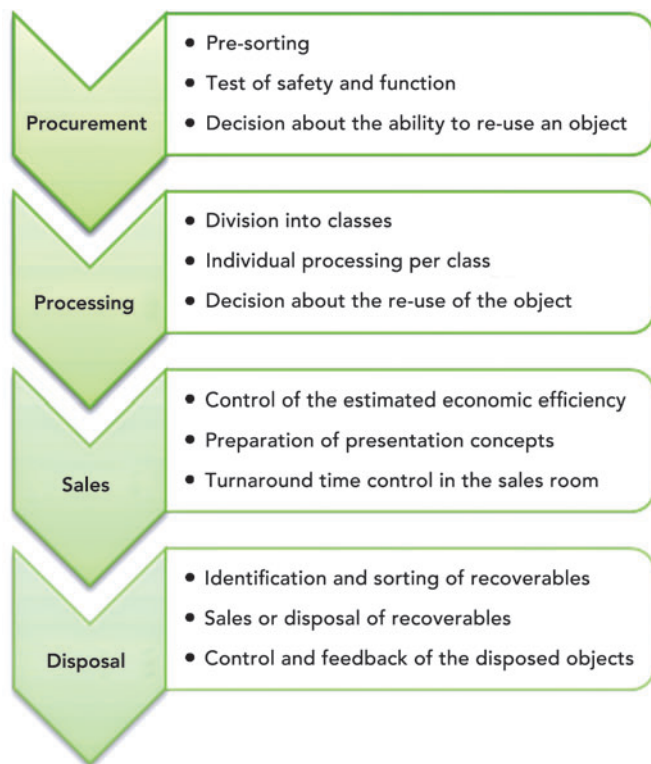 Procurement
• Pre-sorting
• Test of safety and function
• Decision about the ability to re-use an object
Processing
• Division into classes
• Individual processing per class
• Decision about the re-use of the object
Sales
• Control of the estimated economic efficiency
• Preparation of presentation concepts
• Turnaround time control in the sales room
Disposal
• Identification and sorting of recoverables
• Sales or disposal of recoverables
• Control and feedback of the disposed objects